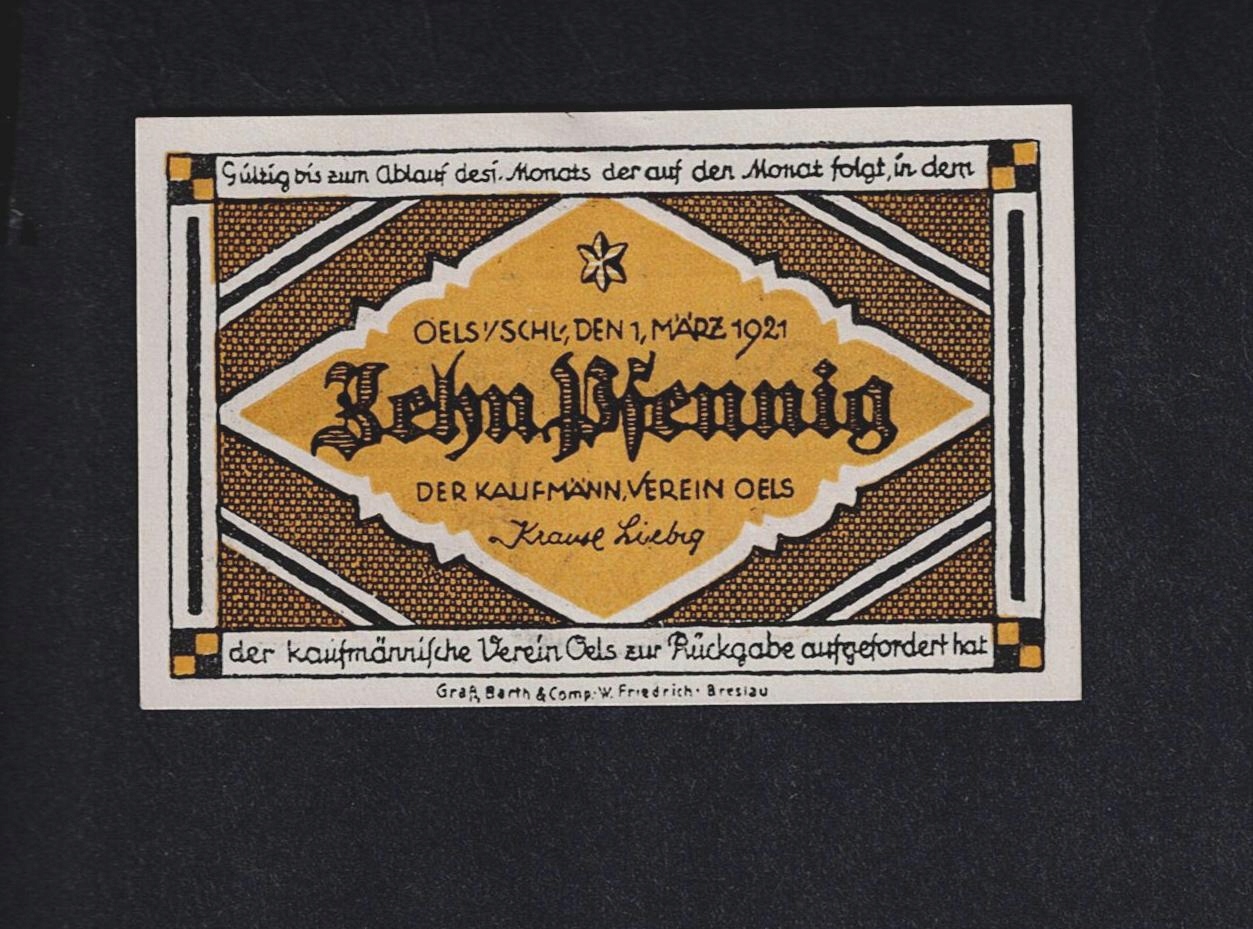 Gültig bis zum Ablauf desj. Monats der auf den Monat folgt, in dem
OELS I/SCHL., DEN 1, MÄRZ 1921
Zehn Pfennig
DER KAUFMÄNN, VEREIN OELS
Krause Liebig
der kaufmänniſche Verein Oels zur Rückgabe aufgefordert hat
Graß, Barth & Comp. W. Friedrich · Breslau